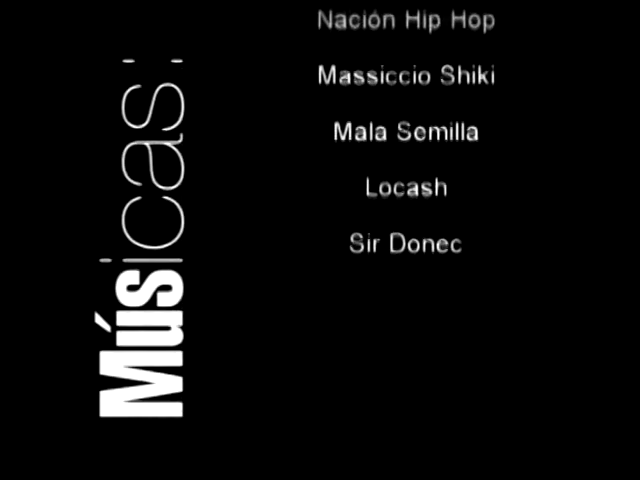 Músicas:
Nación Hip Hop
Massiccio Shiki
Mala Semilla
Locash
Sir Donec